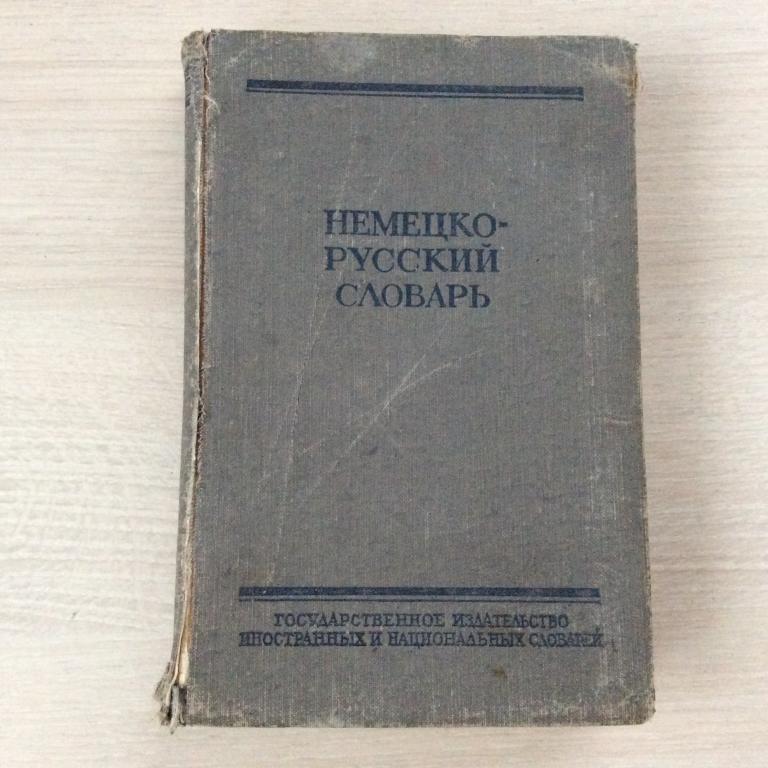 НЕМЕЦКО-
РУССКИЙ
СЛОВАРЬ
ГОСУДАРСТВЕННОЕ ИЗДАТЕЛЬСТВО
ИНОСТРАННЫХ И НАЦИОНАЛЬНЫХ СЛОВАРЕЙ